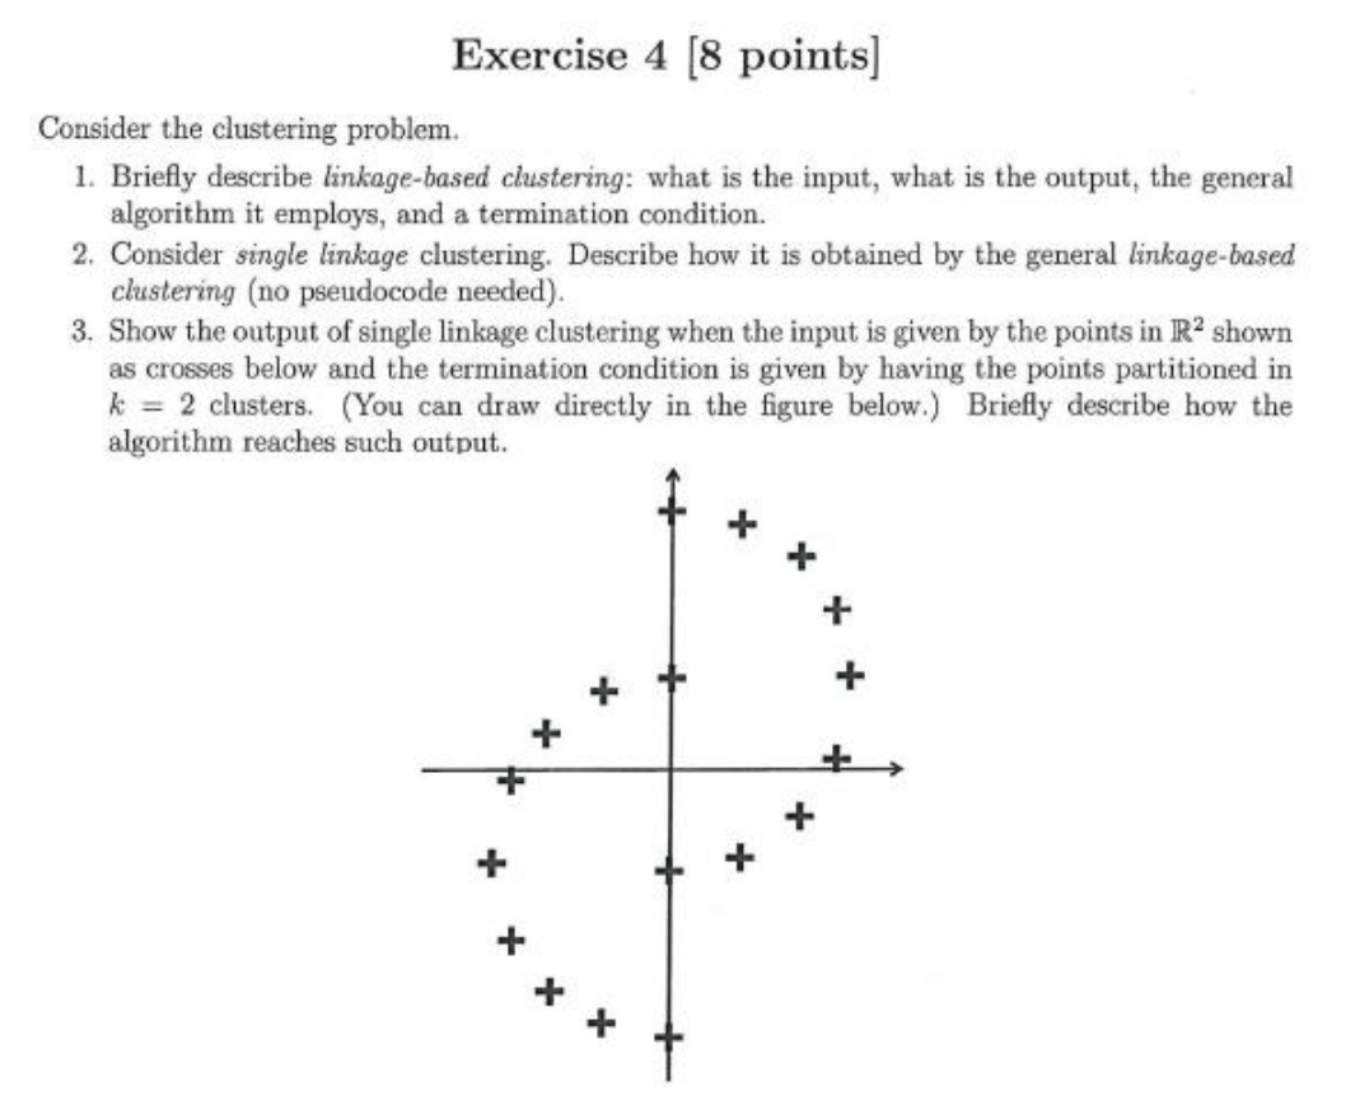 Exercise 4 [8 points]
Consider the clustering problem.
1. Briefly describe linkage-based clustering: what is the input, what is the output, the general
algorithm it employs, and a termination condition.
2. Consider single linkage clustering. Describe how it is obtained by the general linkage-based
clustering (no pseudocode needed).
3. Show the output of single linkage clustering when the input is given by the points in ℝ² shown
as crosses below and the termination condition is given by having the points partitioned in
k = 2 clusters. (You can draw directly in the figure below.) Briefly describe how the
algorithm reaches such output.